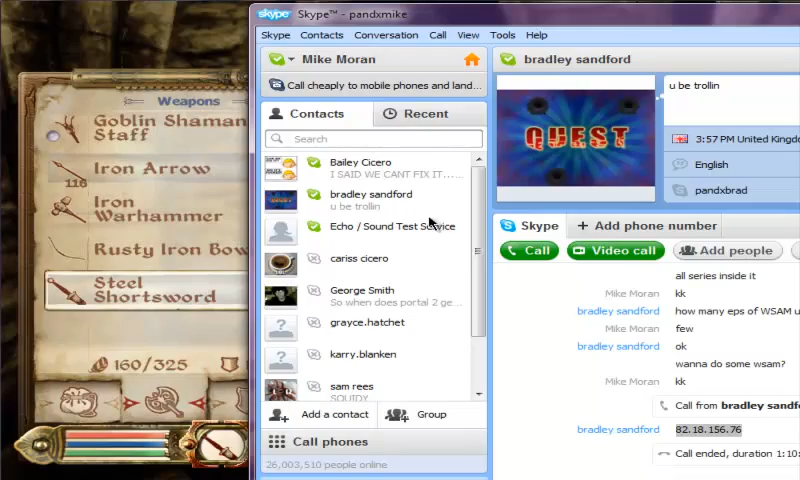 Weapons
Goblin Shaman
Staff
Iron Arrow
116
Iron
Warhammer
Rusty Iron Bow
Steel
Shortsword
160/325
skype Skype™ - pandxmike
Skype Contacts Conversation Call View Tools Help
Mike Moran
Call cheaply to mobile phones and land...
Contacts Recent
Search
Bailey Cicero
I SAID WE CANT FIX IT......
bradley sandford
u be trollin
Echo / Sound Test Service
cariss cicero
George Smith
So when does portal 2 ge...
grayce.hatchet
karry.blanken
sam rees
SQUIDY
Add a contact Group
Call phones
26,003,510 people online
bradley sandford
QUEST
u be trollin
3:57 PM United Kingdo
English
pandxbrad
Skype + Add phone number
Call Video call Add people
all series inside it
Mike Moran kk
bradley sandford how many eps of WSAM u
Mike Moran few
bradley sandford ok
wanna do some wsam?
Mike Moran kk
Call from bradley sandfo
bradley sandford 82.18.156.76
Call ended, duration 1:10: